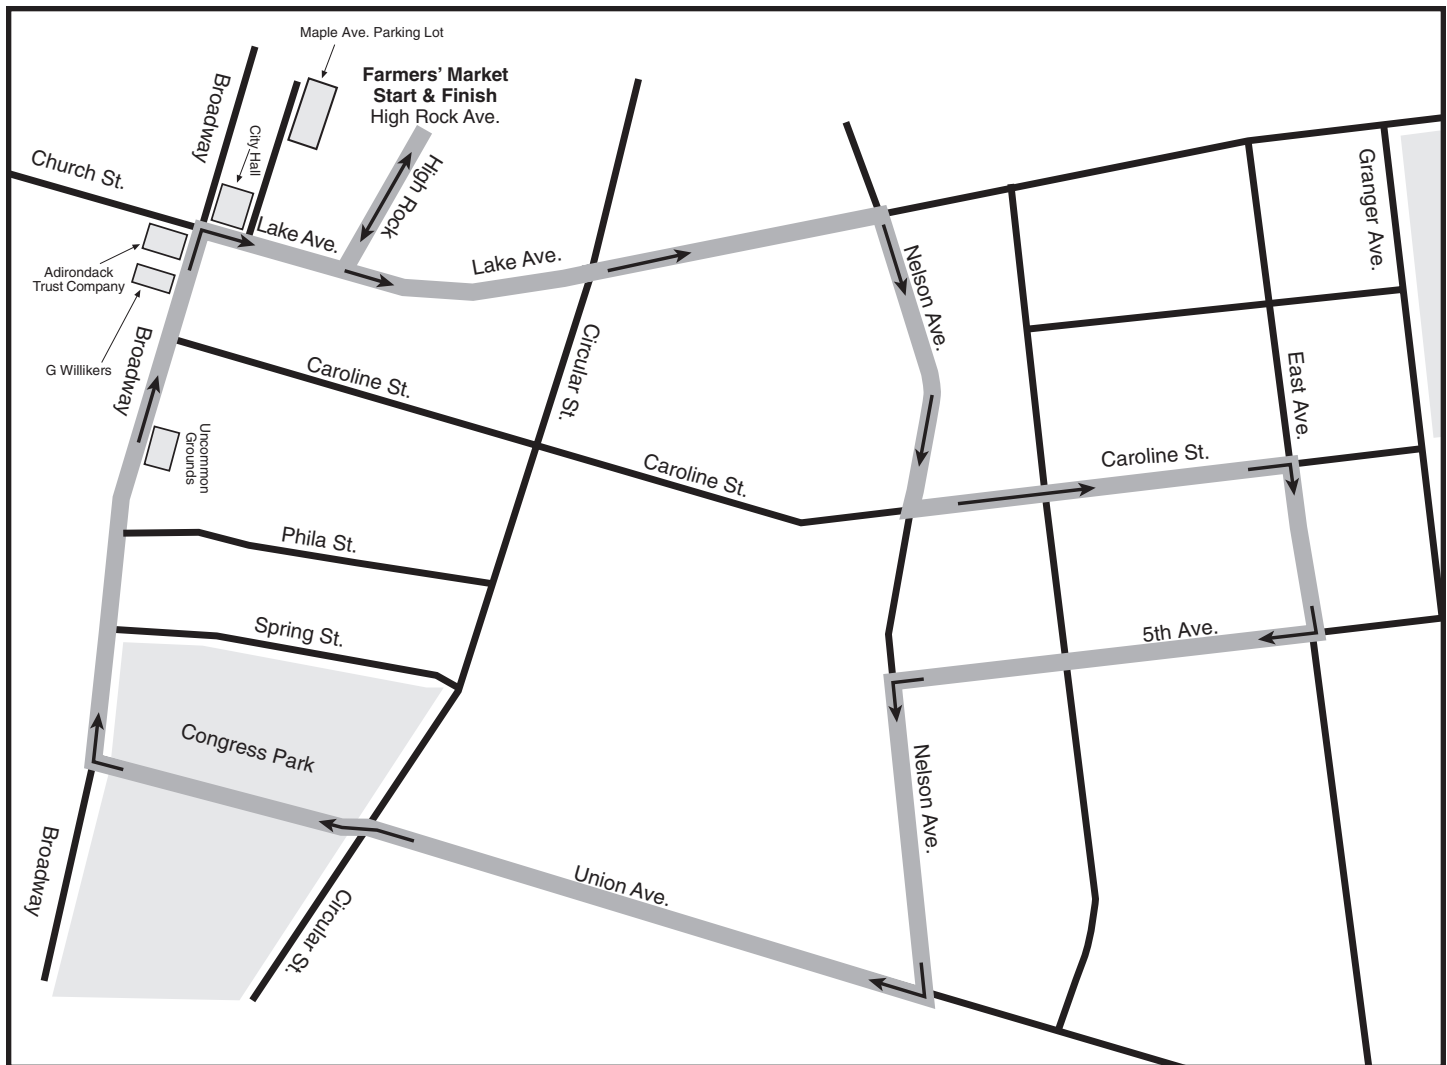 Maple Ave. Parking Lot
Farmers’ Market
Start & Finish
High Rock Ave.
Broadway
City Hall
Church St.
High Rock
Lake Ave.
Lake Ave.
Adirondack
Trust Company
G Willikers
Broadway
Caroline St.
Circular St.
Nelson Ave.
Granger Ave.
East Ave.
Uncommon
Grounds
Caroline St.
Caroline St.
Phila St.
Spring St.
5th Ave.
Congress Park
Nelson Ave.
Broadway
Union Ave.
Circular St.